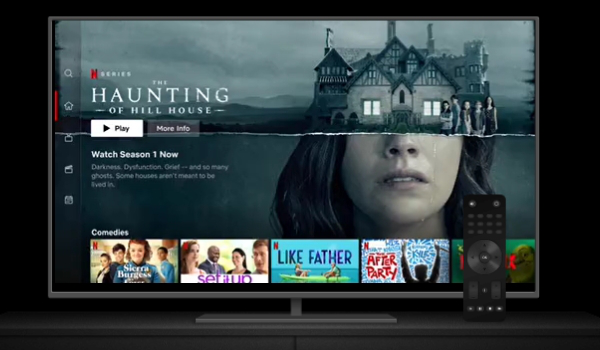 N SERIES
THE
HAUNTING
OF HILL HOUSE
Play
More Info
Watch Season 1 Now
Darkness. Dysfunction. Grief -- and so many
ghosts. Some houses aren't meant to be
lived in.
Comedies
N
Sierra
Burgess
set it up
N
LIKE FATHER
N
THE
AFTER
PARTY